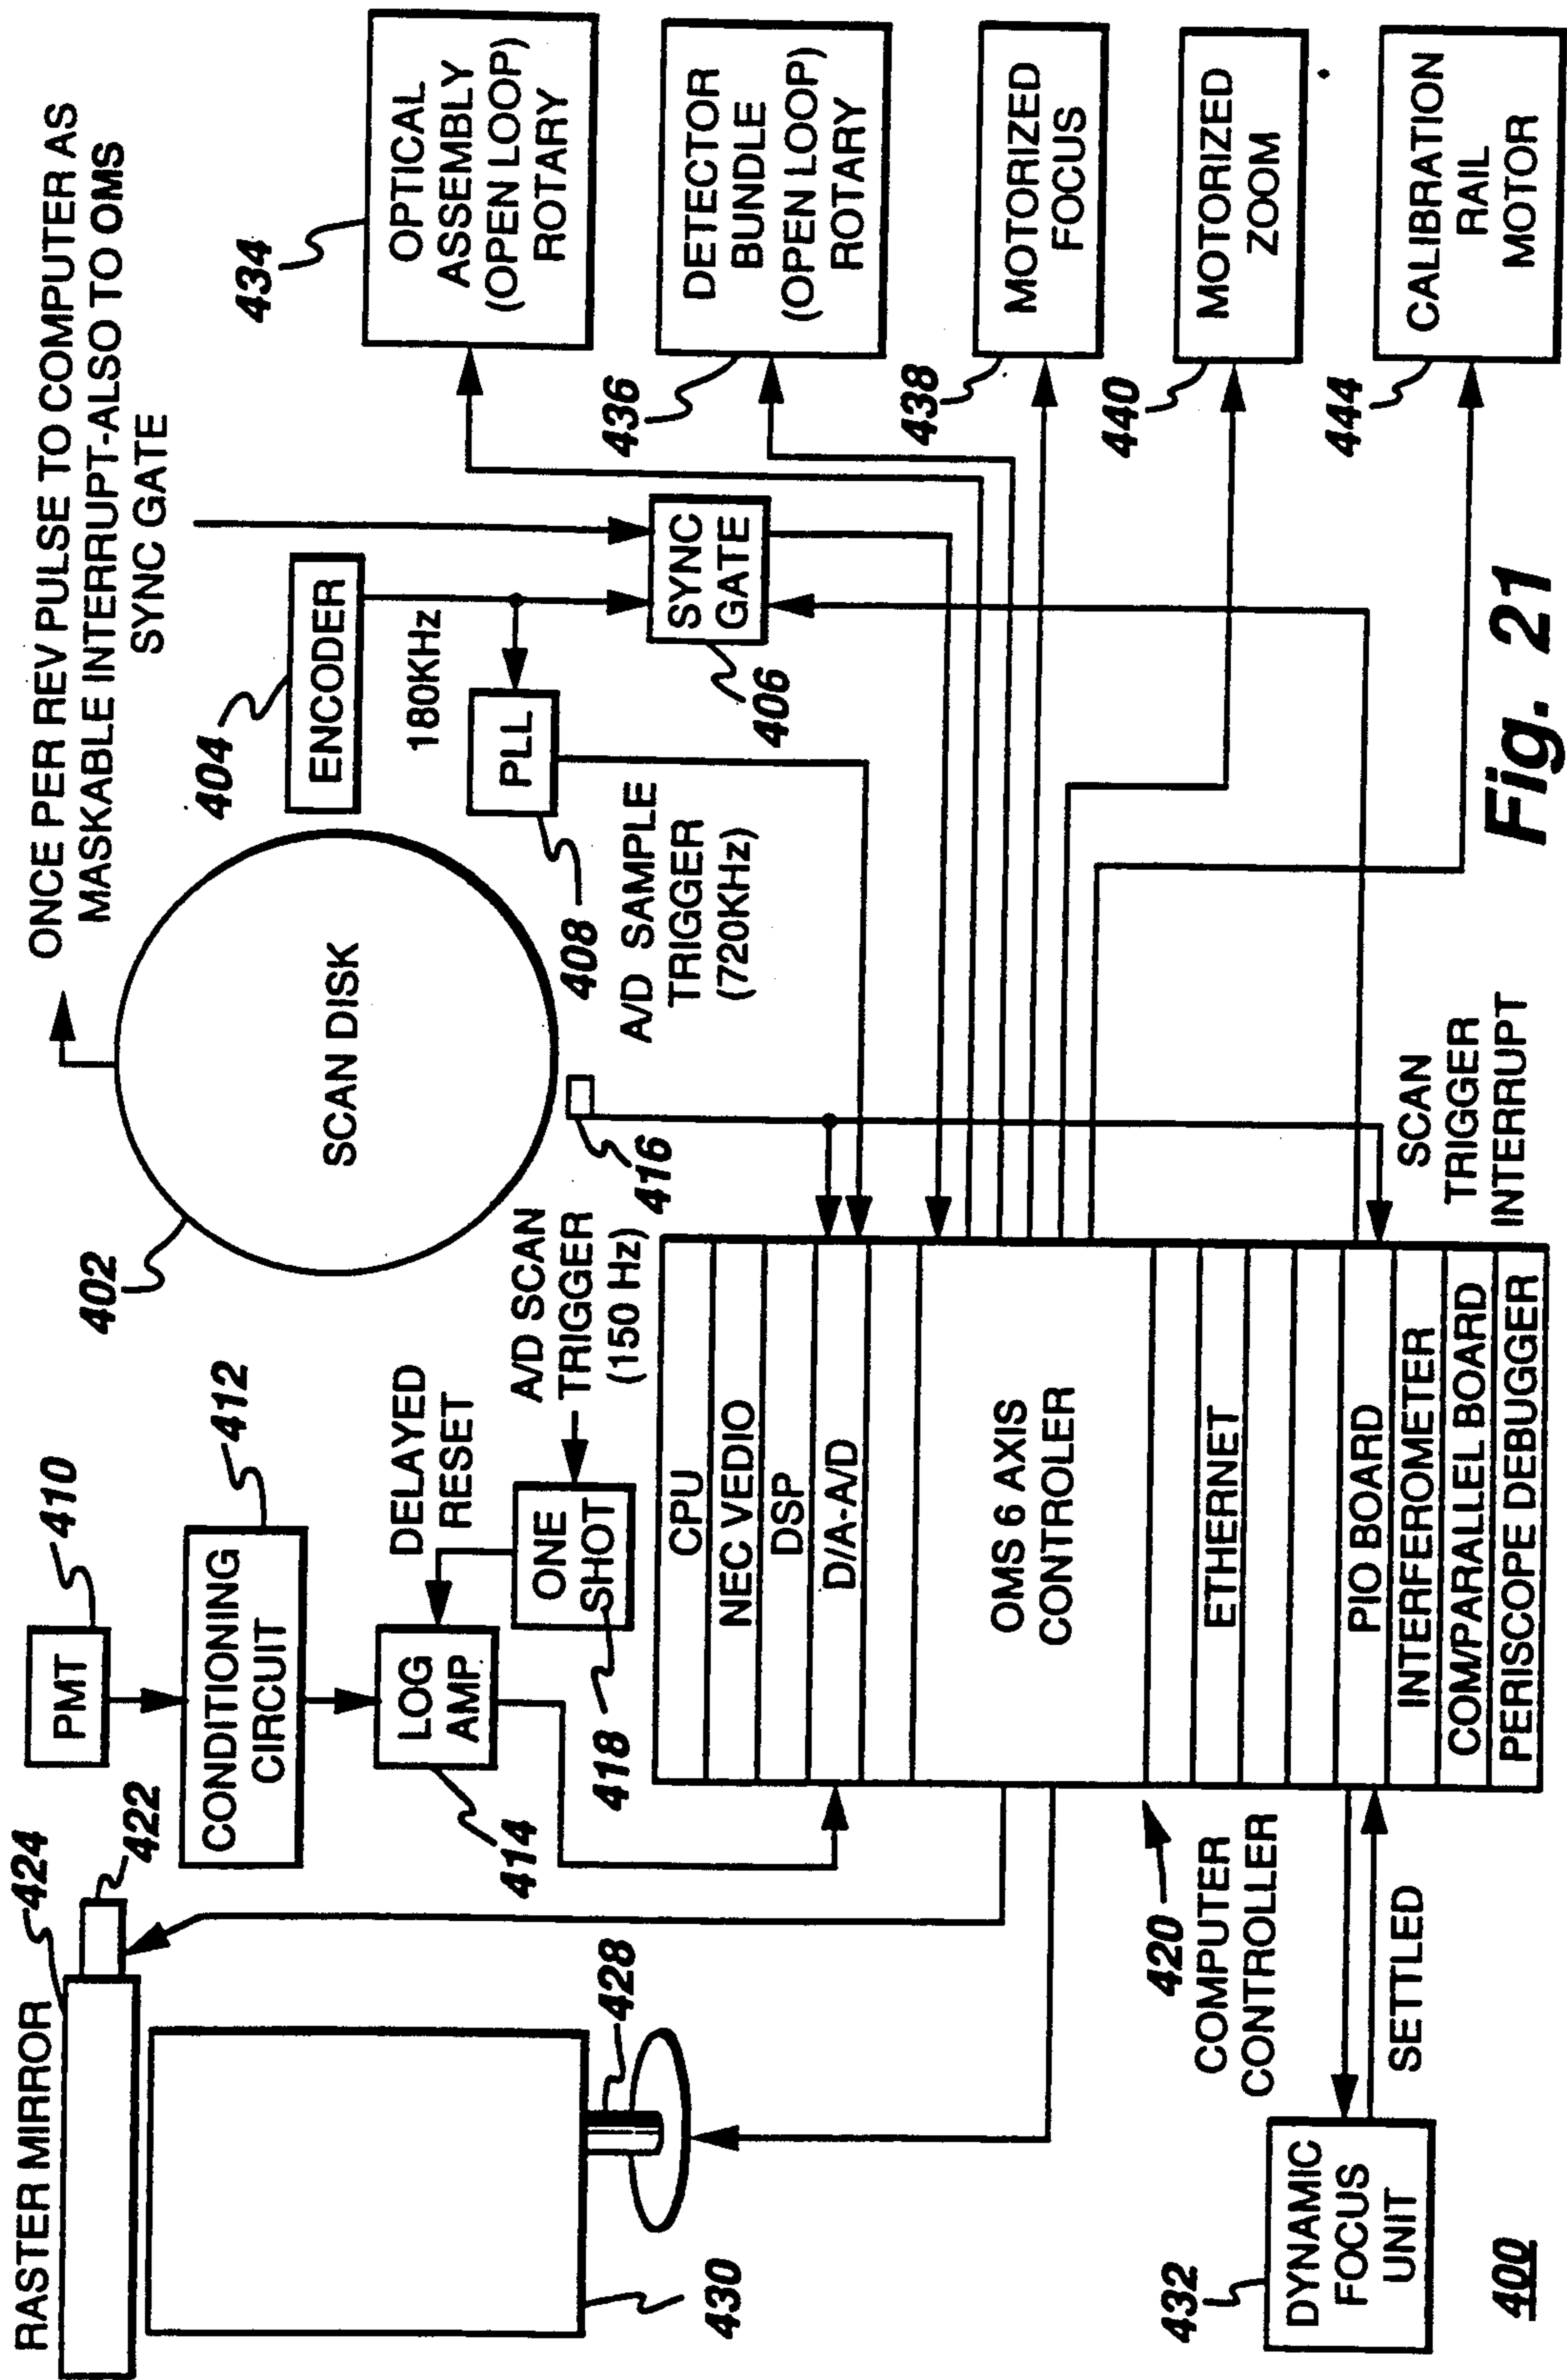 RASTER MIRROR
424
422
PMT
410
CONDITIONING
CIRCUIT
412
LOG
AMP
414
DELAYED
RESET
ONE
SHOT
418
A/D SCAN
TRIGGER
(150 Hz)
402
SCAN DISK
416
ONCE PER REV PULSE TO COMPUTER AS
MASKABLE INTERRUPT-ALSO TO OMS
SYNC GATE
404
ENCODER
180KHz
PLL
408
A/D SAMPLE
TRIGGER
(720KHz)
SYNC
GATE
406
434
OPTICAL
ASSEMBLY
(OPEN LOOP)
ROTARY
436
DETECTOR
BUNDLE
(OPEN LOOP)
ROTARY
438
MOTORIZED
FOCUS
440
MOTORIZED
ZOOM
444
CALIBRATION
RAIL
MOTOR
428
430
CPU
NEC VEDIO
DSP
D/A-A/D
OMS 6 AXIS
CONTROLER
ETHERNET
PIO BOARD
INTERFEROMETER
COM/PARALLEL BOARD
PERISCOPE DEBUGGER
420
COMPUTER
CONTROLLER
SETTLED
432
DYNAMIC
FOCUS
UNIT
SCAN
TRIGGER
INTERRUPT
400
Fig. 21